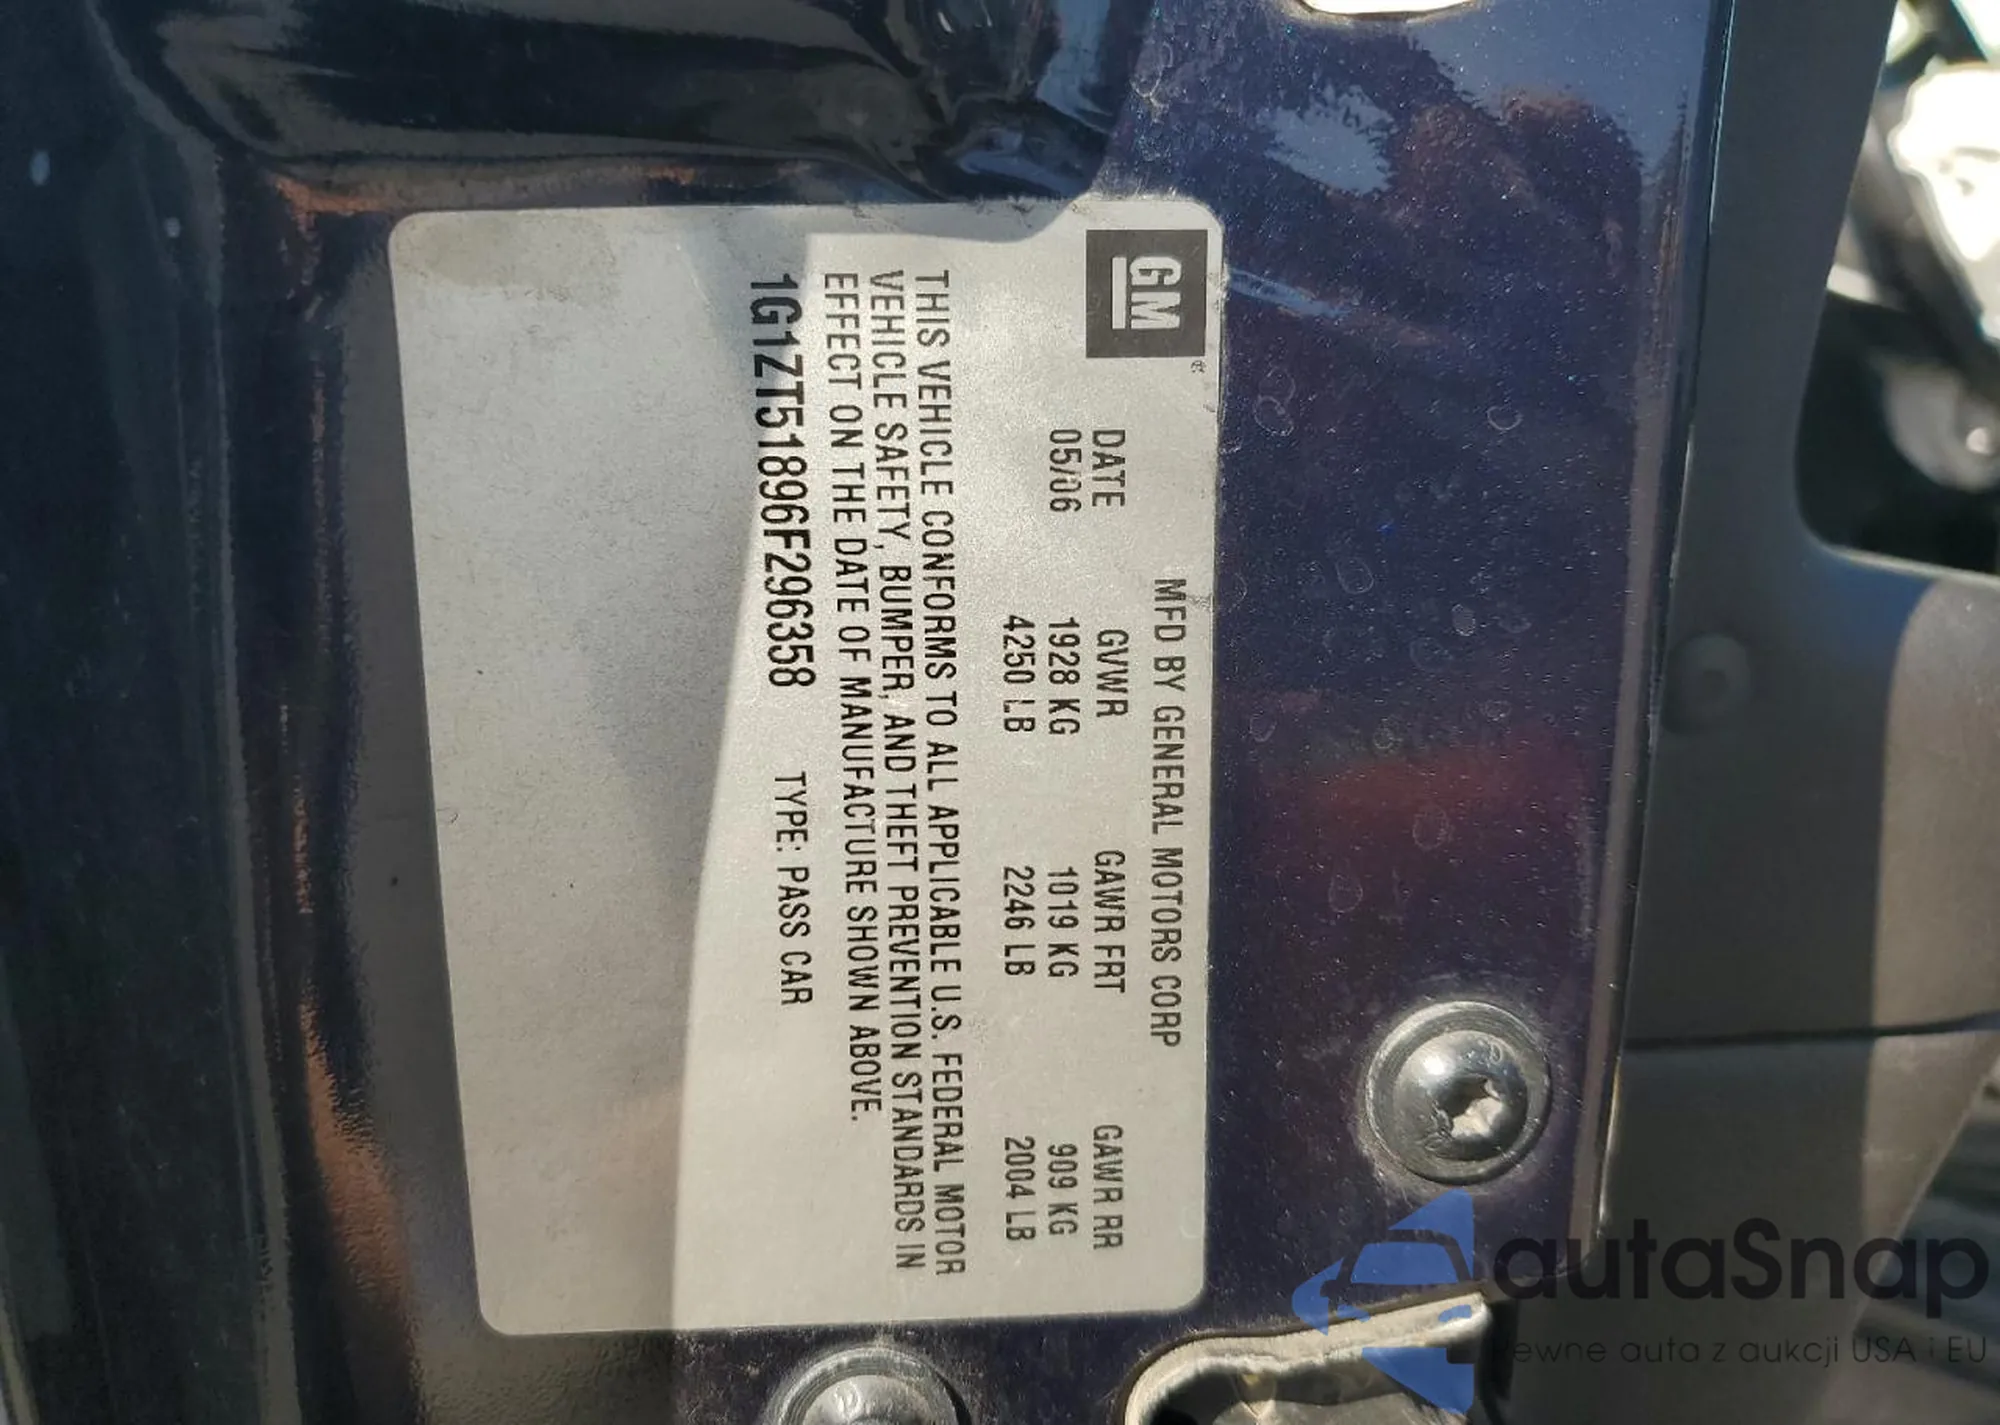 GM
MFD BY GENERAL MOTORS CORP
DATE GVWR GAWR FRT GAWR RR
05/06 1928 KG 1019 KG 909 KG
4250 LB 2246 LB 2004 LB
THIS VEHICLE CONFORMS TO ALL APPLICABLE U.S. FEDERAL MOTOR
VEHICLE SAFETY, BUMPER, AND THEFT PREVENTION STANDARDS IN
EFFECT ON THE DATE OF MANUFACTURE SHOWN ABOVE.
1G1ZT51896F296358 TYPE: PASS CAR
autaSnap
ewne auta z aukcji USA i EU